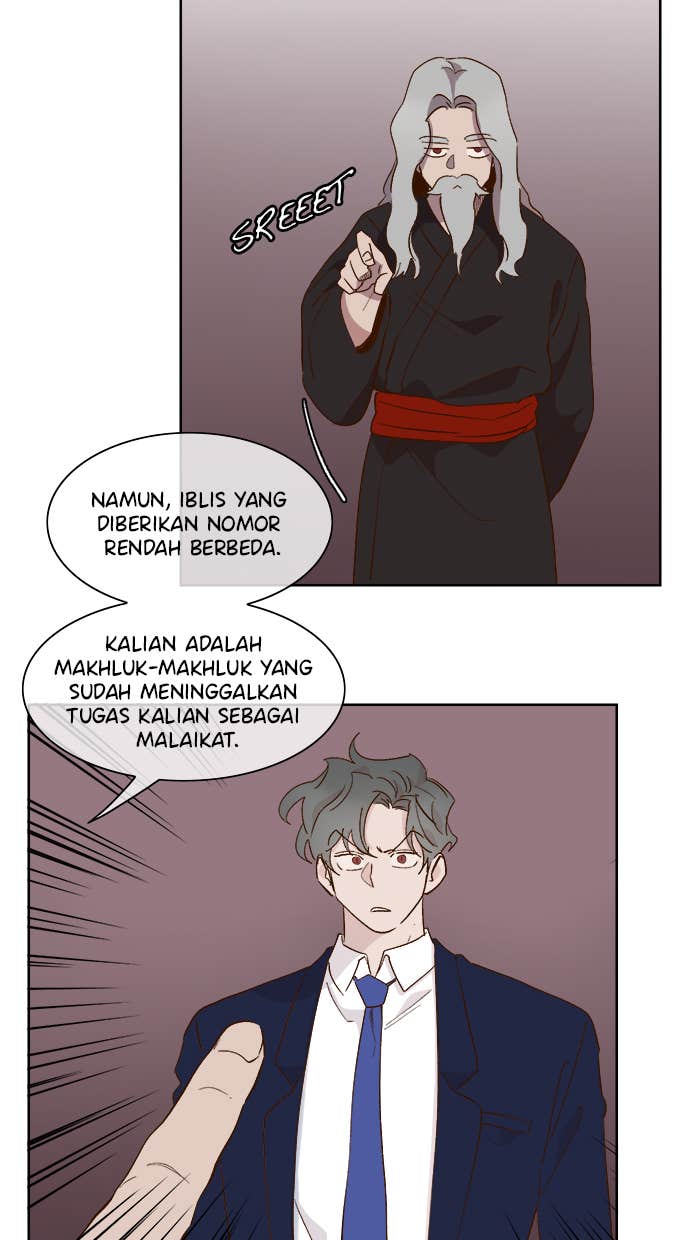 SREEET
NAMUN, IBLIS YANG
DIBERIKAN NOMOR
RENDAH BERBEDA.
KALIAN ADALAH
MAKHLUK-MAKHLUK YANG
SUDAH MENINGGALKAN
TUGAS KALIAN SEBAGAI
MALAIKAT.